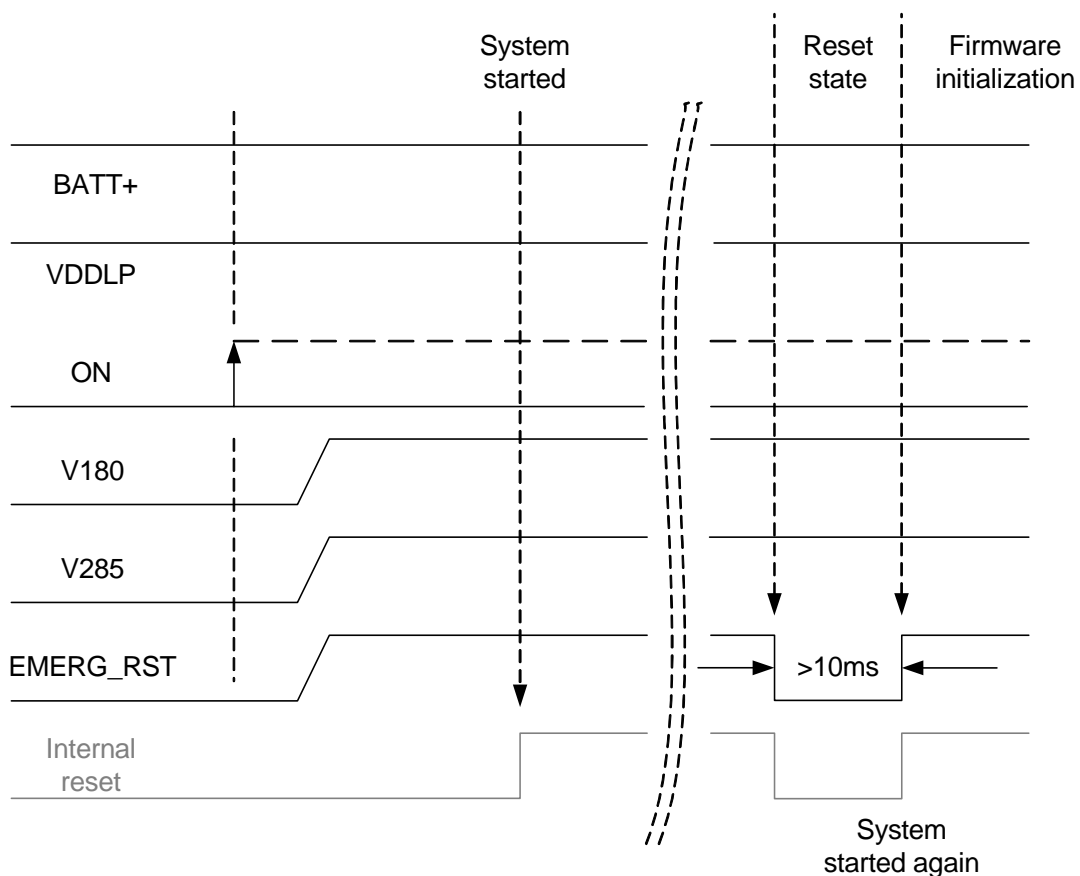 System
started
Reset
state
Firmware
initialization
BATT+
VDDLP
ON
V180
V285
EMERG_RST
>10ms
Internal
reset
System
started again